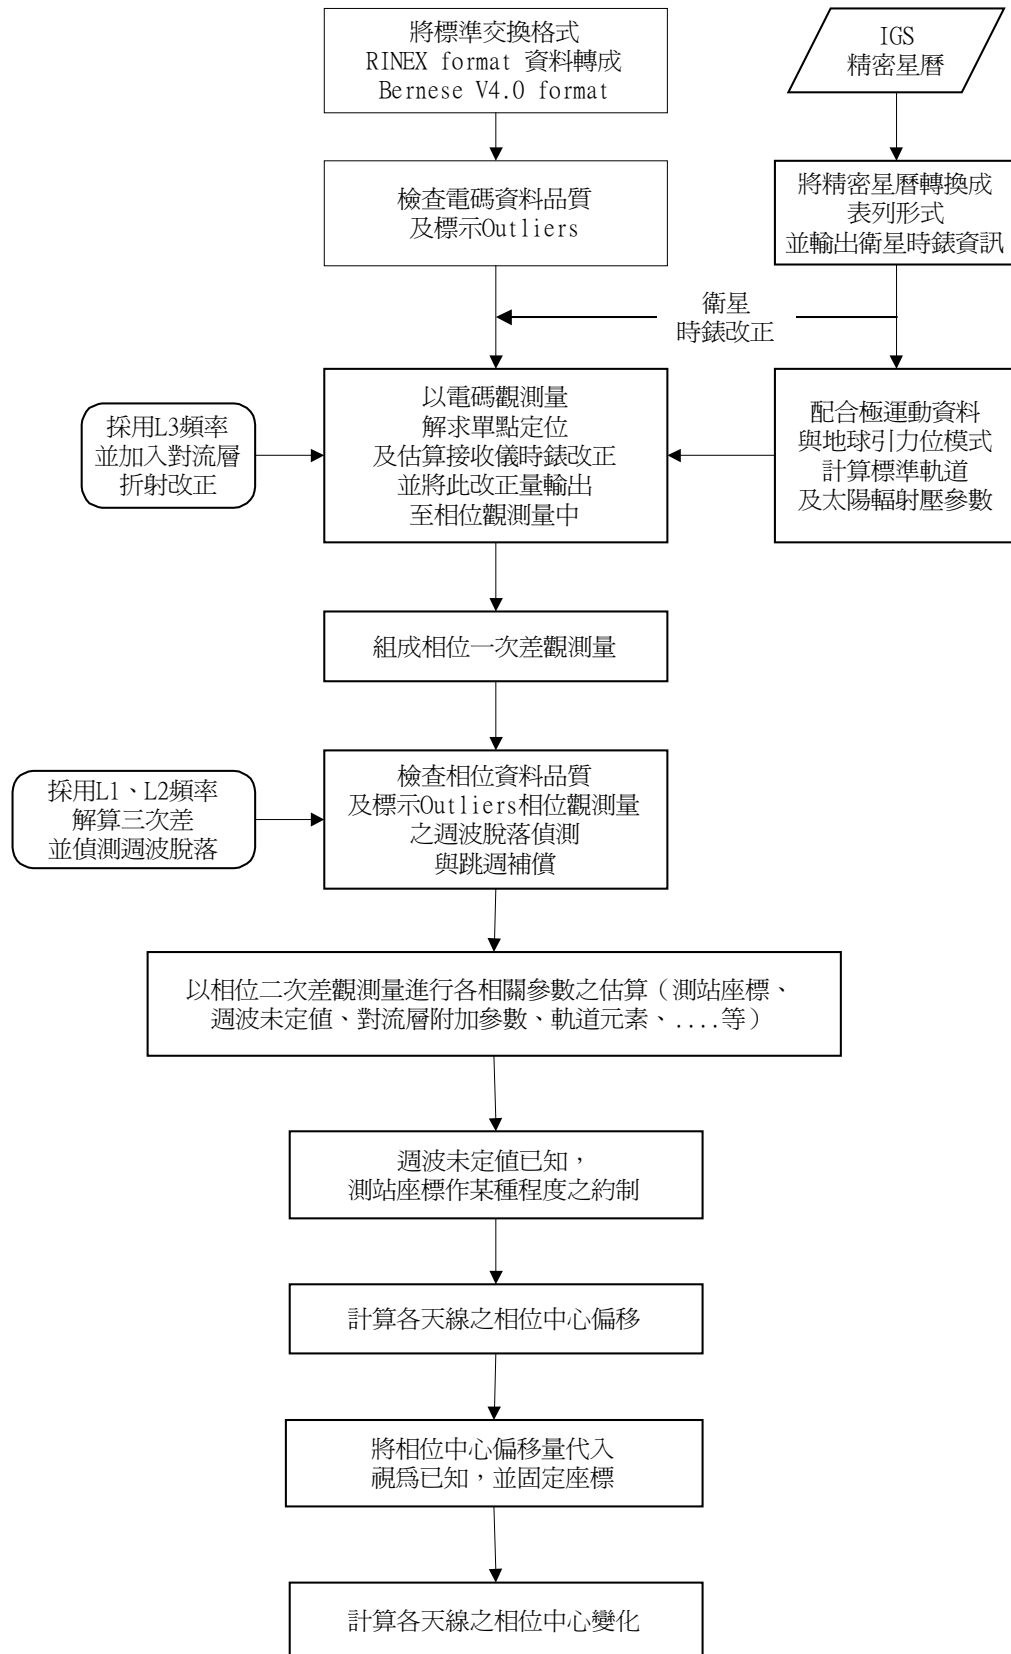 將標準交換格式
RINEX format 資料轉成
Bernese V4.0 format
IGS
精密星曆
檢查電碼資料品質
及標示Outliers
將精密星曆轉換成
表列形式
並輸出衛星時錶資訊
衛星
時錶改正
採用L3頻率
並加入對流層
折射改正
以電碼觀測量
解求單點定位
及估算接收儀時錶改正
並將此改正量輸出
至相位觀測量中
配合極運動資料
與地球引力位模式
計算標準軌道
及太陽輻射壓參數
組成相位一次差觀測量
採用L1、L2頻率
解算三次差
並偵測週波脫落
檢查相位資料品質
及標示Outliers相位觀測量
之週波脫落偵測
與跳週補償
以相位二次差觀測量進行各相關參數之估算（測站座標、
週波未定值、對流層附加參數、軌道元素、....等）
週波未定值已知，
測站座標作某種程度之約制
計算各天線之相位中心偏移
將相位中心偏移量代入
視為已知，並固定座標
計算各天線之相位中心變化